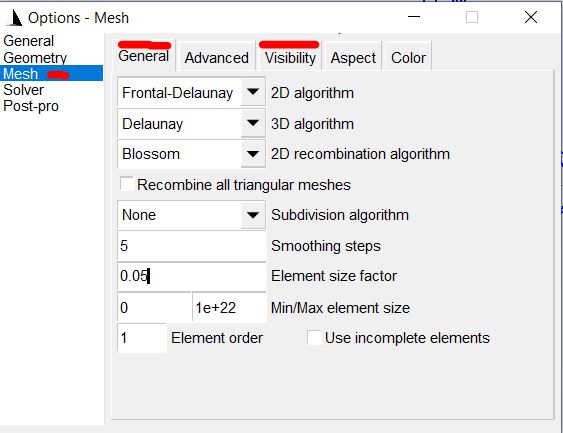 Options - Mesh
General
Geometry
Mesh
Solver
Post-pro
General Advanced Visibility Aspect Color
Frontal-Delaunay 2D algorithm
Delaunay 3D algorithm
Blossom 2D recombination algorithm
Recombine all triangular meshes
None Subdivision algorithm
5 Smoothing steps
0.05 Element size factor
0 1e+22 Min/Max element size
1 Element order Use incomplete elements